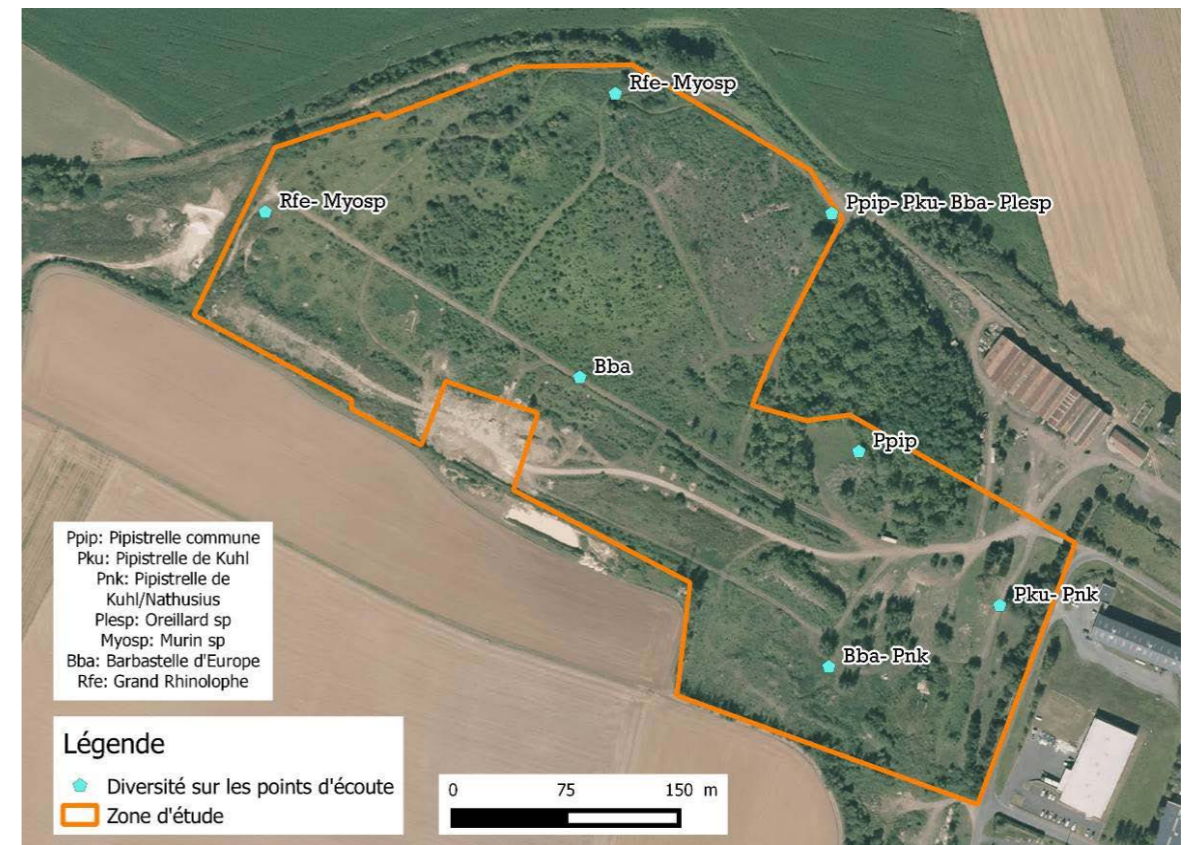 Rfe- Myosp
Rfe- Myosp
Ppip- Pku- Bba- Plesp
Bba
Ppip
Pku- Pnk
Bba- Pnk
Ppip: Pipistrelle commune
Pku: Pipistrelle de Kuhl
Pnk: Pipistrelle de
Kuhl/Nathusius
Plesp: Oreillard sp
Myosp: Murin sp
Bba: Barbastelle d'Europe
Rfe: Grand Rhinolophe
Légende
Diversité sur les points d'écoute
Zone d'étude
0 75 150 m